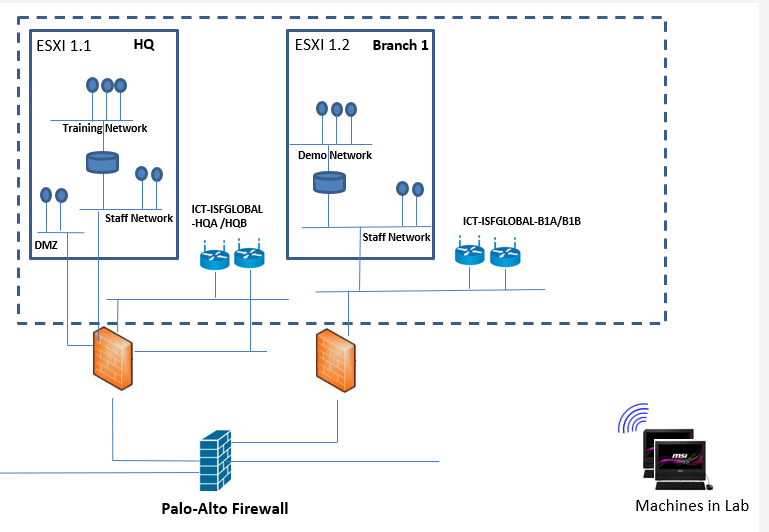 ESXI 1.1 HQ
ESXI 1.2 Branch 1
Training Network
Demo Network
Staff Network
DMZ
ICT-ISFGLOBAL
-HQA /HQB
Staff Network
ICT-ISFGLOBAL-B1A/B1B
Palo-Alto Firewall
msi
Machines in Lab